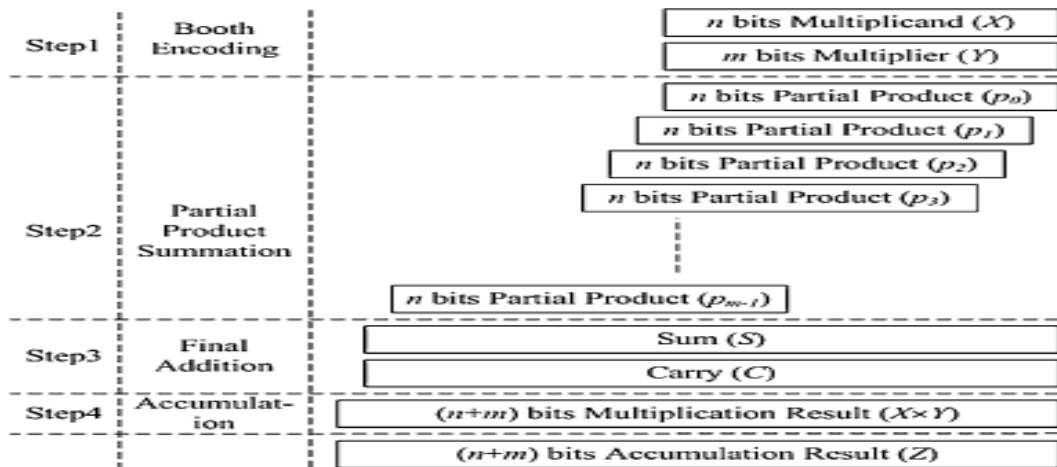 Step1
Booth
Encoding
n bits Multiplicand (X)
m bits Multiplier (Y)
Step2
Partial
Product
Summation
n bits Partial Product (p0)
n bits Partial Product (p1)
n bits Partial Product (p2)
n bits Partial Product (p3)
n bits Partial Product (pm-1)
Step3
Final
Addition
Sum (S)
Carry (C)
Step4
Accumulat-
ion
(n+m) bits Multiplication Result (X×Y)
(n+m) bits Accumulation Result (Z)